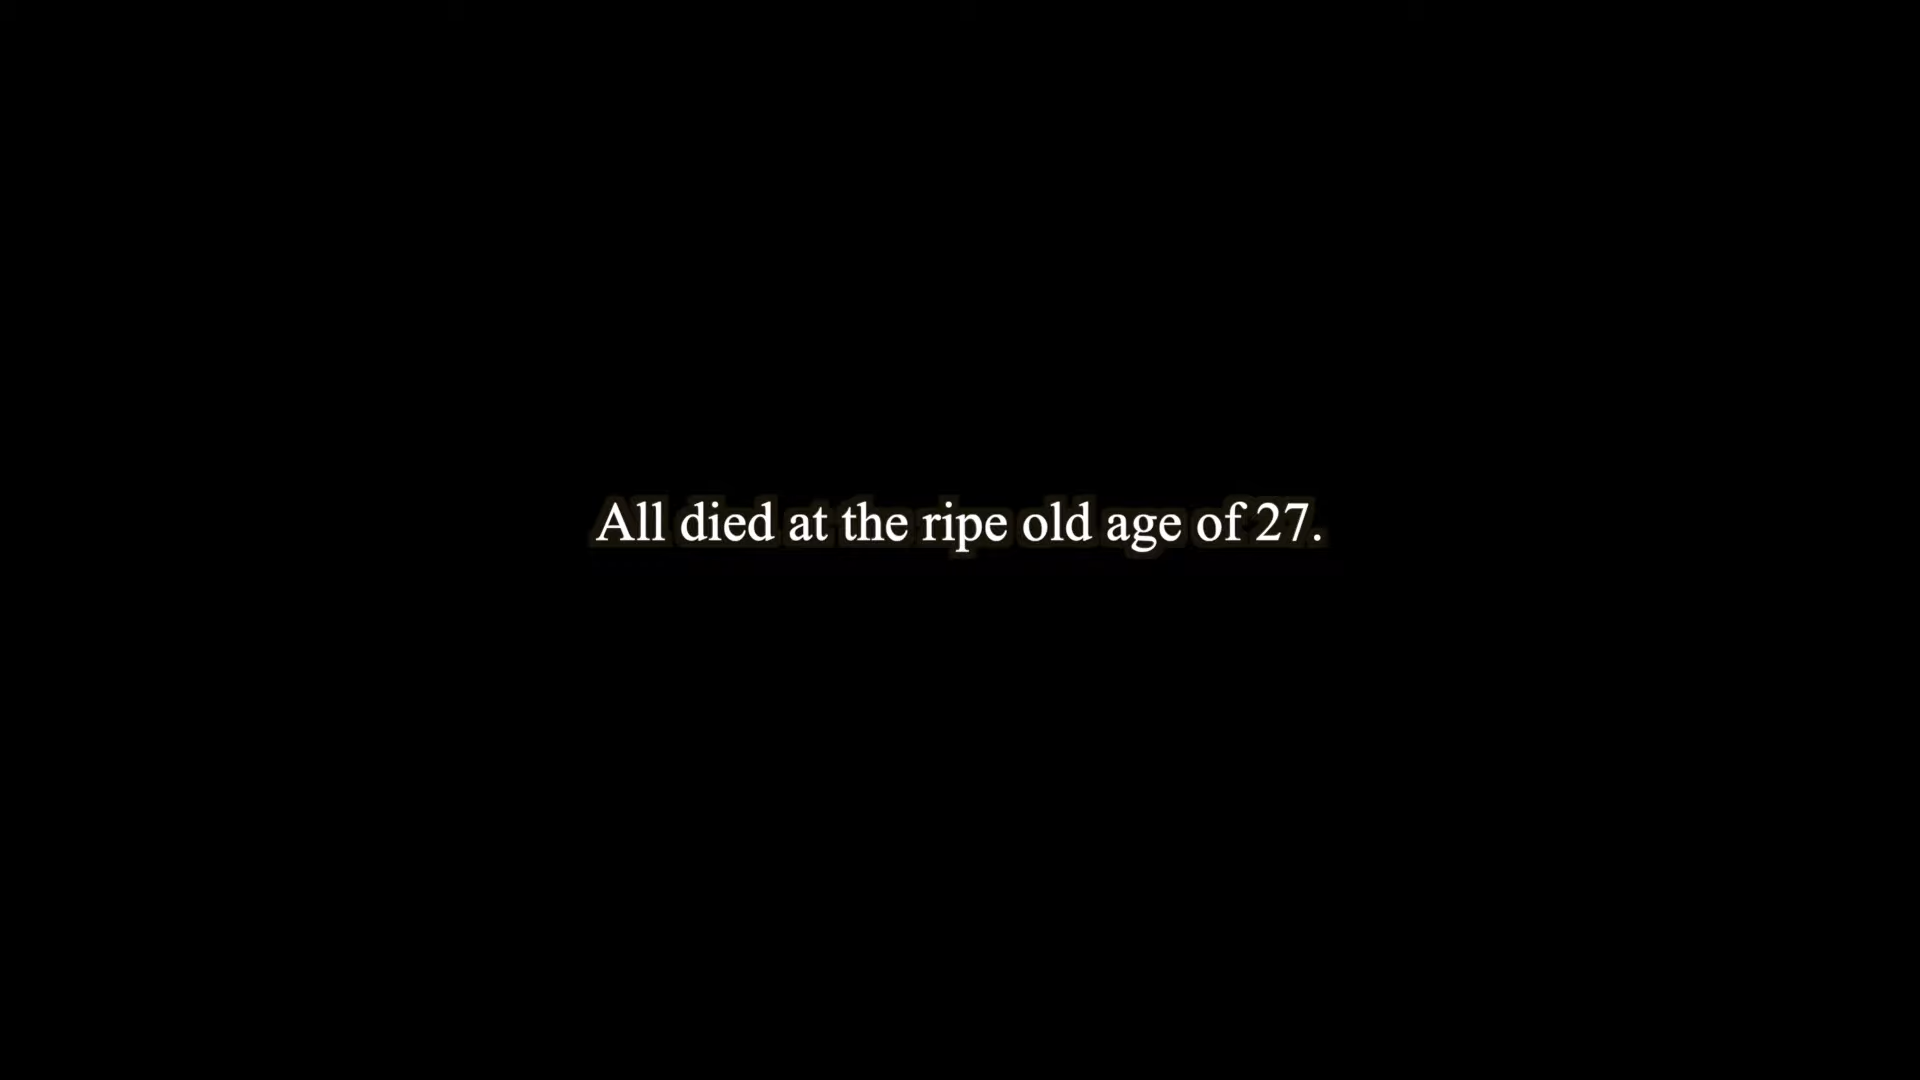 All died at the ripe old age of 27.